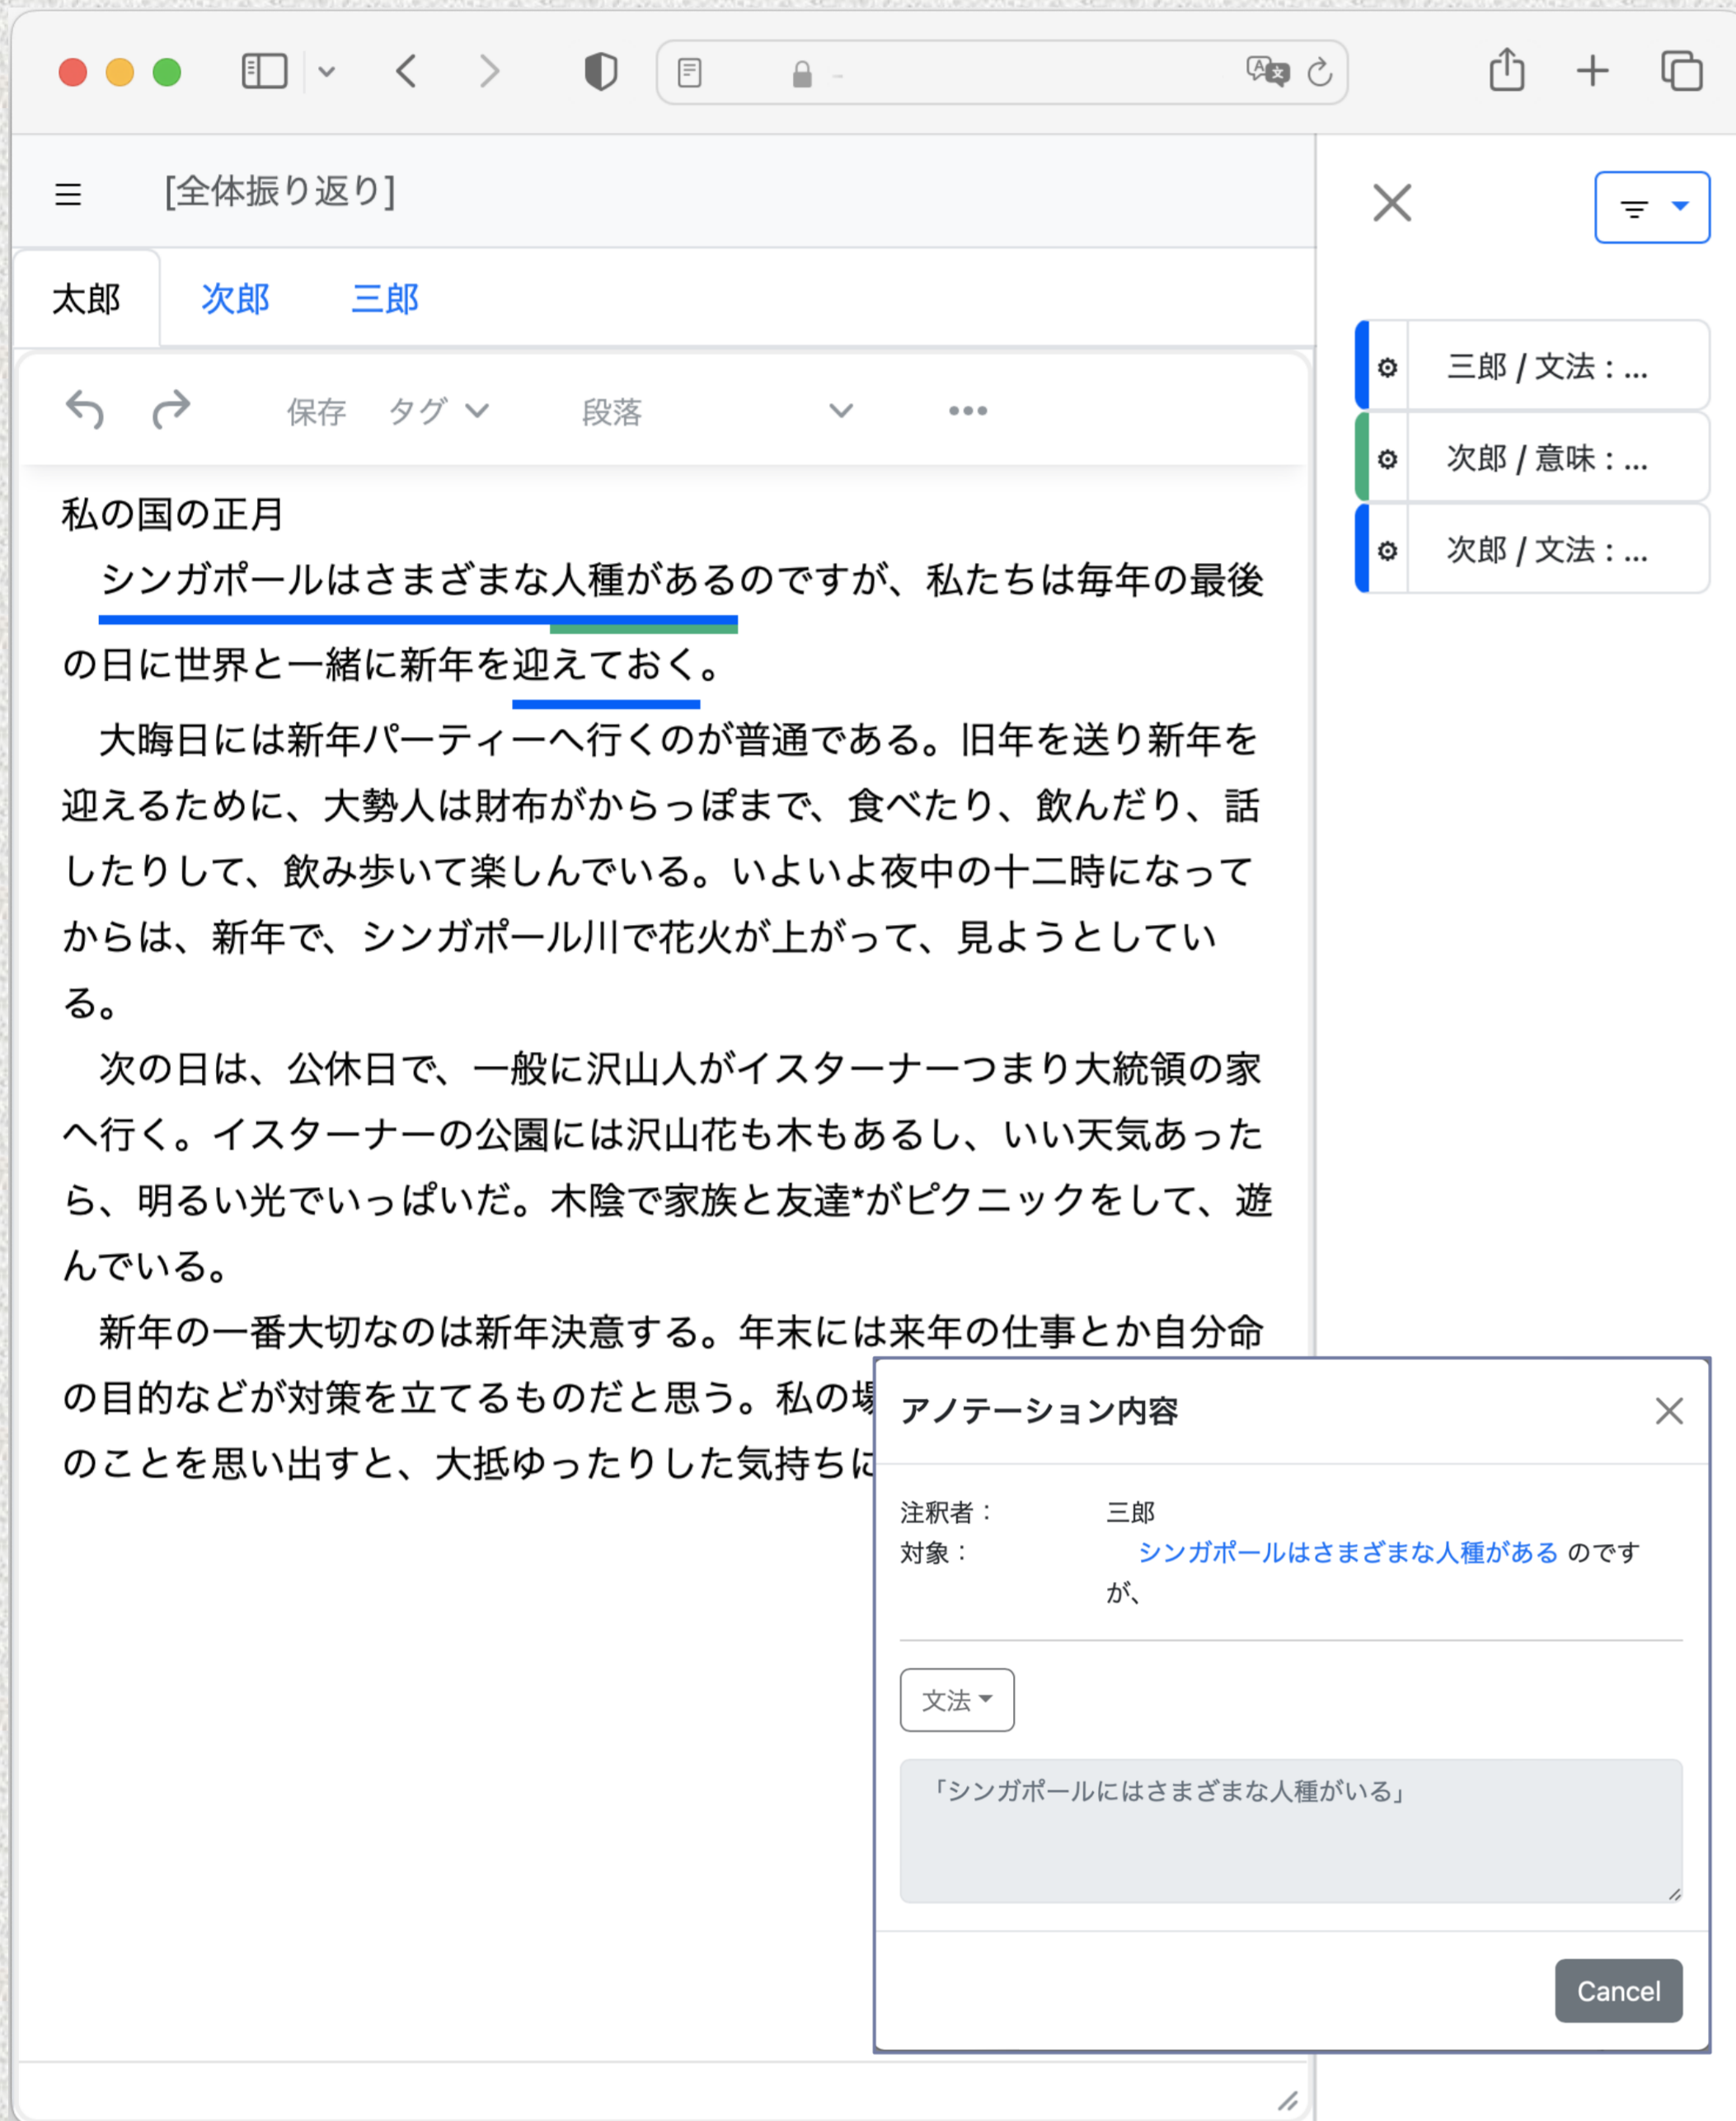 [全体振り返り]
太郎 次郎 三郎
保存 タグ 段落
私の国の正月
シンガポールはさまざまな人種があるのですが、私たちは毎年の最後
の日に世界と一緒に新年を迎えておく。
大晦日には新年パーティーへ行くのが普通である。旧年を送り新年を
迎えるために、大勢人は財布がからっぽまで、食べたり、飲んだり、話
したりして、飲み歩いて楽しんでいる。いよいよ夜中の十二時になって
からは、新年で、シンガポール川で花火が上がって、見ようとしてい
る。
次の日は、公休日で、一般に沢山人がイスターナーつまり大統領の家
へ行く。イスターナーの公園には沢山花も木もあるし、いい天気あった
ら、明るい光でいっぱいだ。木陰で家族と友達*がピクニックをして、遊
んでいる。
新年の一番大切なのは新年決意する。年末には来年の仕事とか自分命
の目的などが対策を立てるものだと思う。私の場
のことを思い出すと、大抵ゆったりした気持ちに
三郎 / 文法 : ...
次郎 / 意味 : ...
次郎 / 文法 : ...
アノテーション内容
注釈者： 三郎
対象： シンガポールはさまざまな人種がある のです
が、
文法
「シンガポールにはさまざまな人種がいる」
Cancel